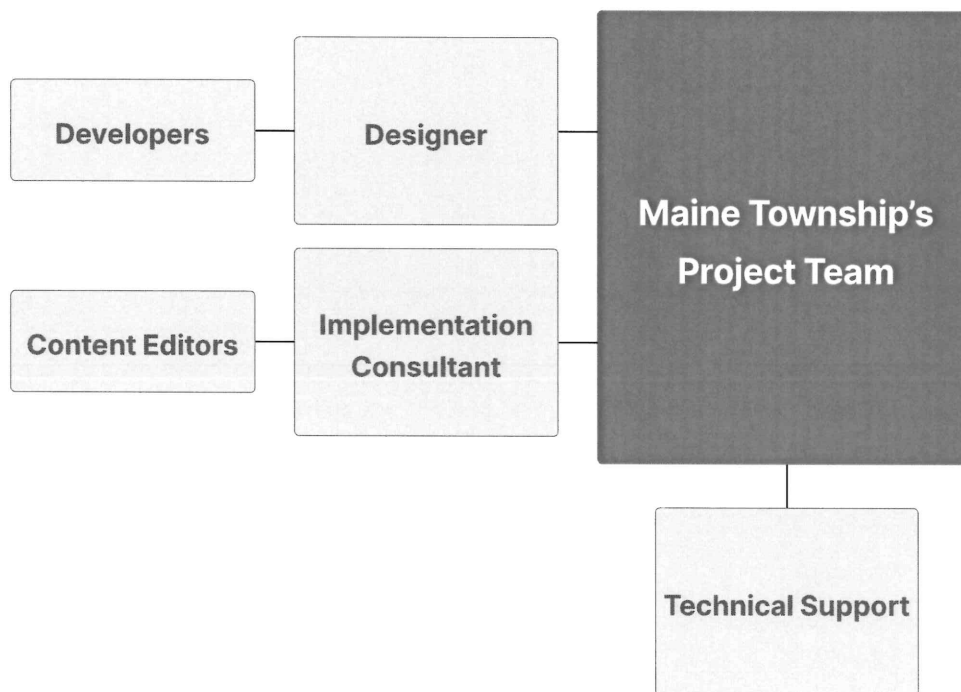 Developers
Designer
Maine Township's
Project Team
Content Editors
Implementation
Consultant
Technical Support